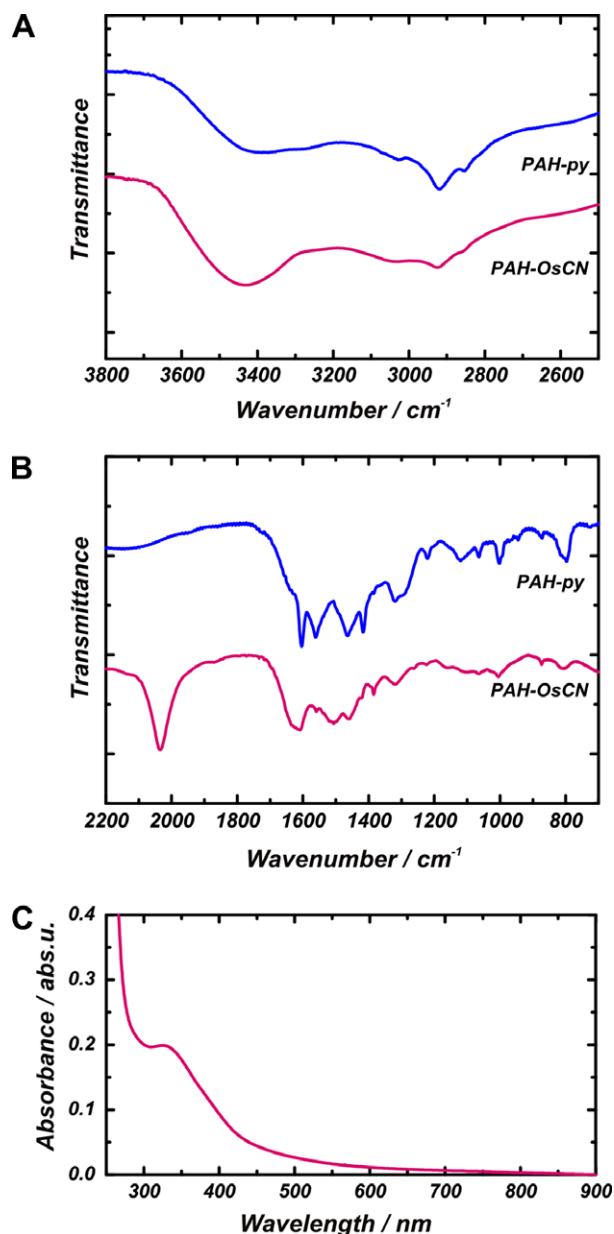 A
Transmittance
PAH-py
PAH-OsCN
3800 3600 3400 3200 3000 2800 2600
Wavenumber / cm⁻¹
B
Transmittance
PAH-py
PAH-OsCN
2200 2000 1800 1600 1400 1200 1000 800
Wavenumber / cm⁻¹
C
Absorbance / abs.u.
0.4
0.3
0.2
0.1
0.0
300 400 500 600 700 800 900
Wavelength / nm